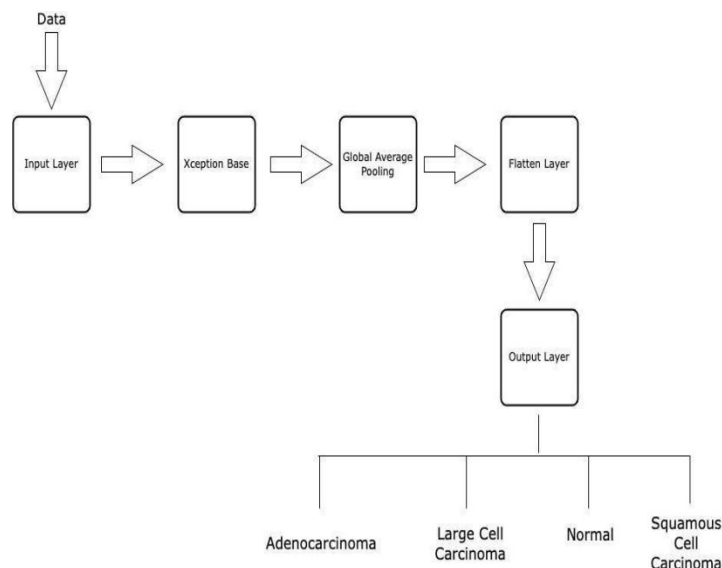 Data
Input Layer
Xception Base
Global Average
Pooling
Flatten Layer
Output Layer
Adenocarcinoma
Large Cell
Carcinoma
Normal
Squamous
Cell
Carcinoma